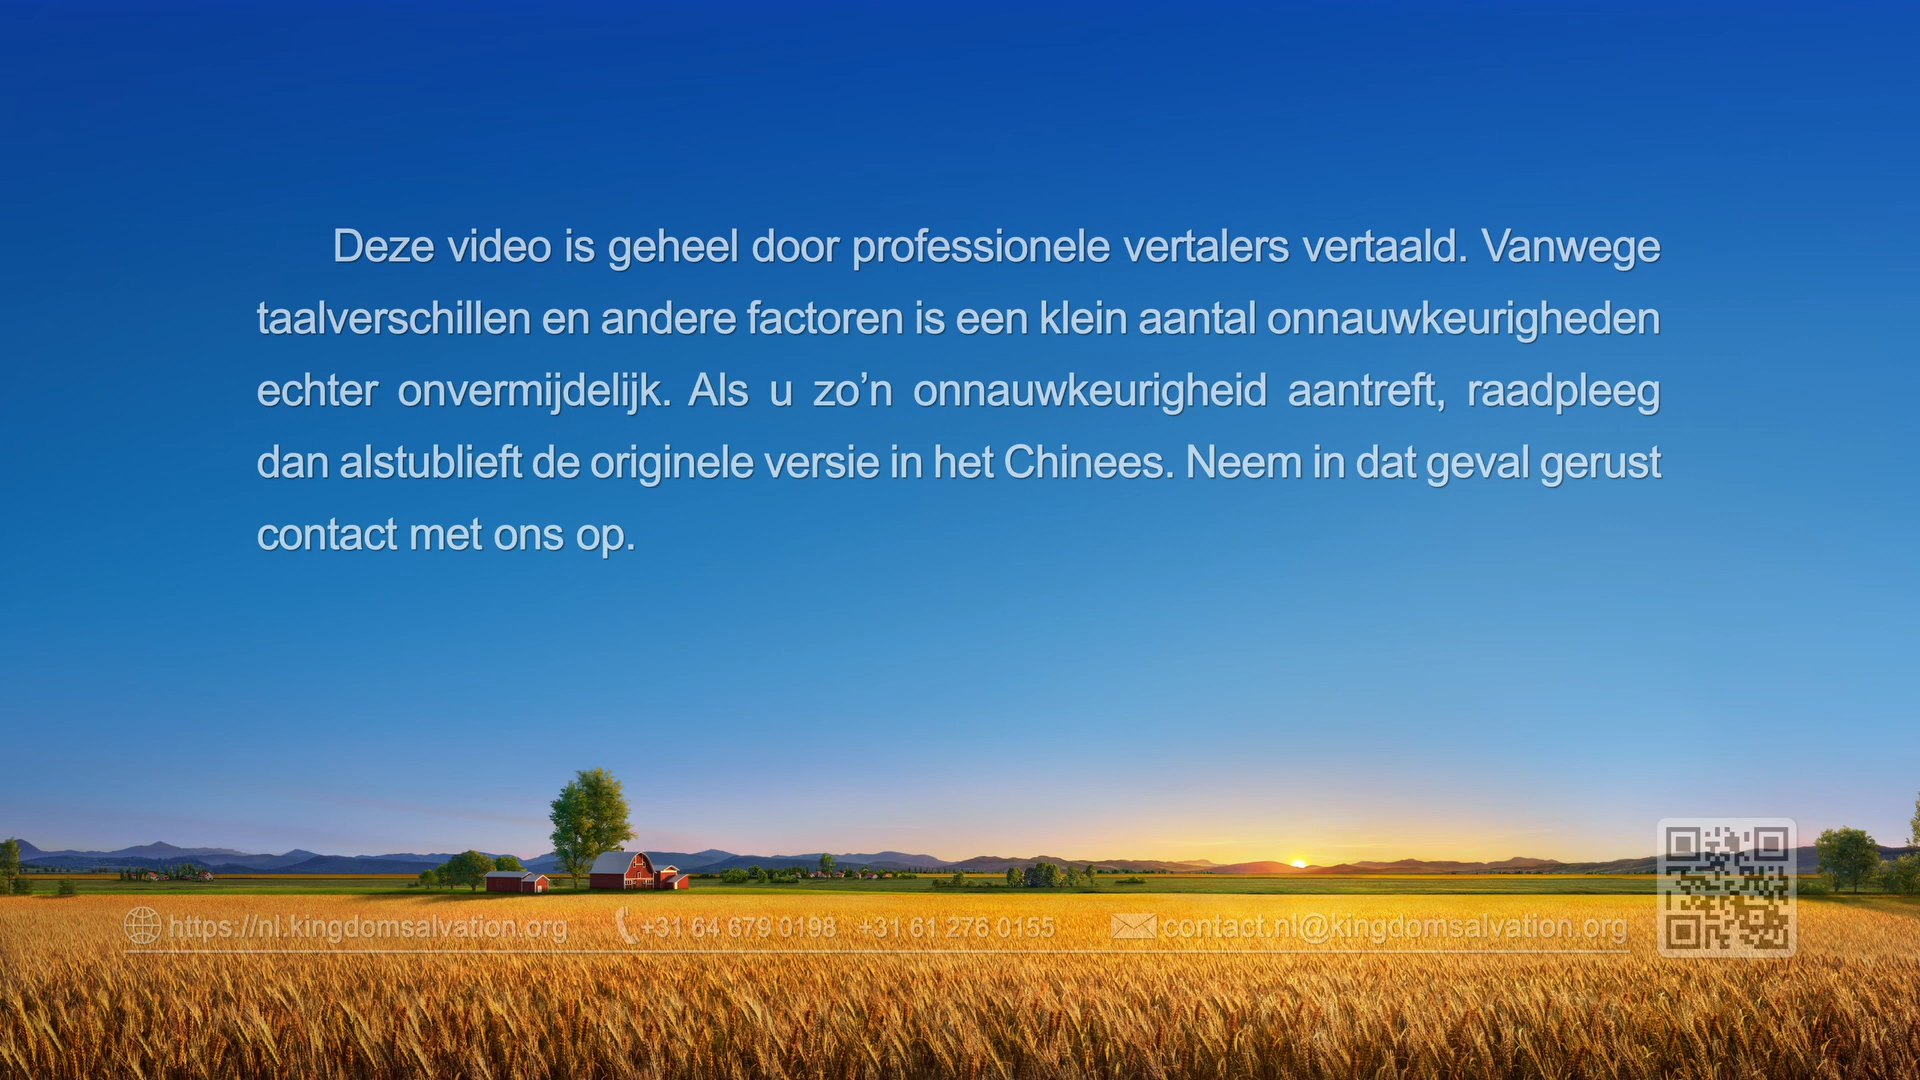 Deze video is geheel door professionele vertalers vertaald. Vanwege
taalverschillen en andere factoren is een klein aantal onnauwkeurigheden
echter onvermijdelijk. Als u zo’n onnauwkeurigheid aantreft, raadpleeg
dan alstublieft de originele versie in het Chinees. Neem in dat geval gerust
contact met ons op.
https://nl.kingdomsalvation.org +31 64 679 0198 +31 61 276 0155 contact.nl@kingdomsalvation.org